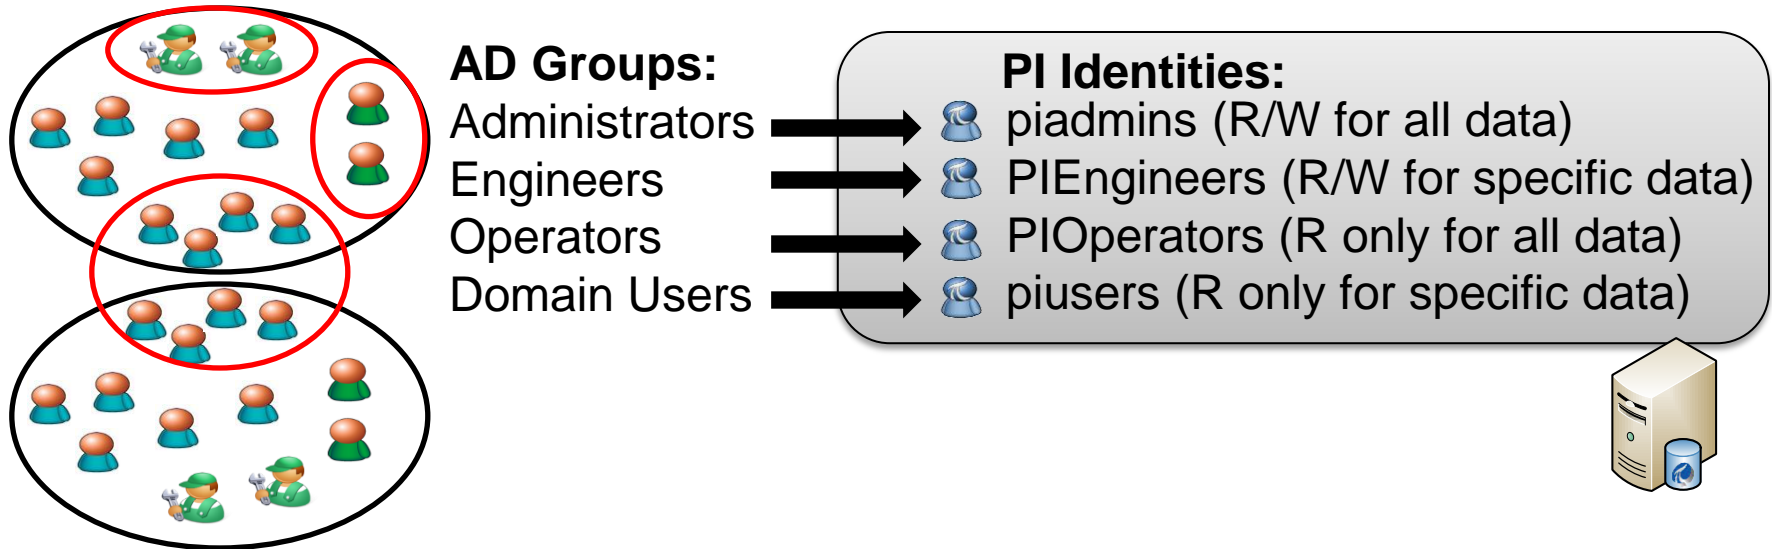 AD Groups:
Administrators
Engineers
Operators
Domain Users
PI Identities:
piadmins (R/W for all data)
PIEngineers (R/W for specific data)
PIOperators (R only for all data)
piusers (R only for specific data)